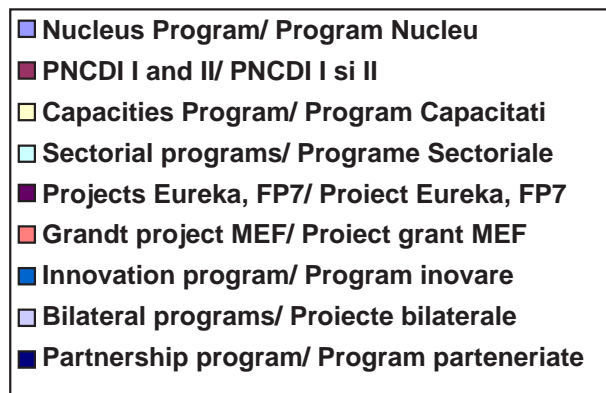 Nucleus Program/ Program Nucleu
PNCDI I and II/ PNCDI I si II
Capacities Program/ Program Capacitati
Sectorial programs/ Programe Sectoriale
Projects Eureka, FP7/ Proiect Eureka, FP7
Grandt project MEF/ Proiect grant MEF
Innovation program/ Program inovare
Bilateral programs/ Proiecte bilaterale
Partnership program/ Program parteneriate